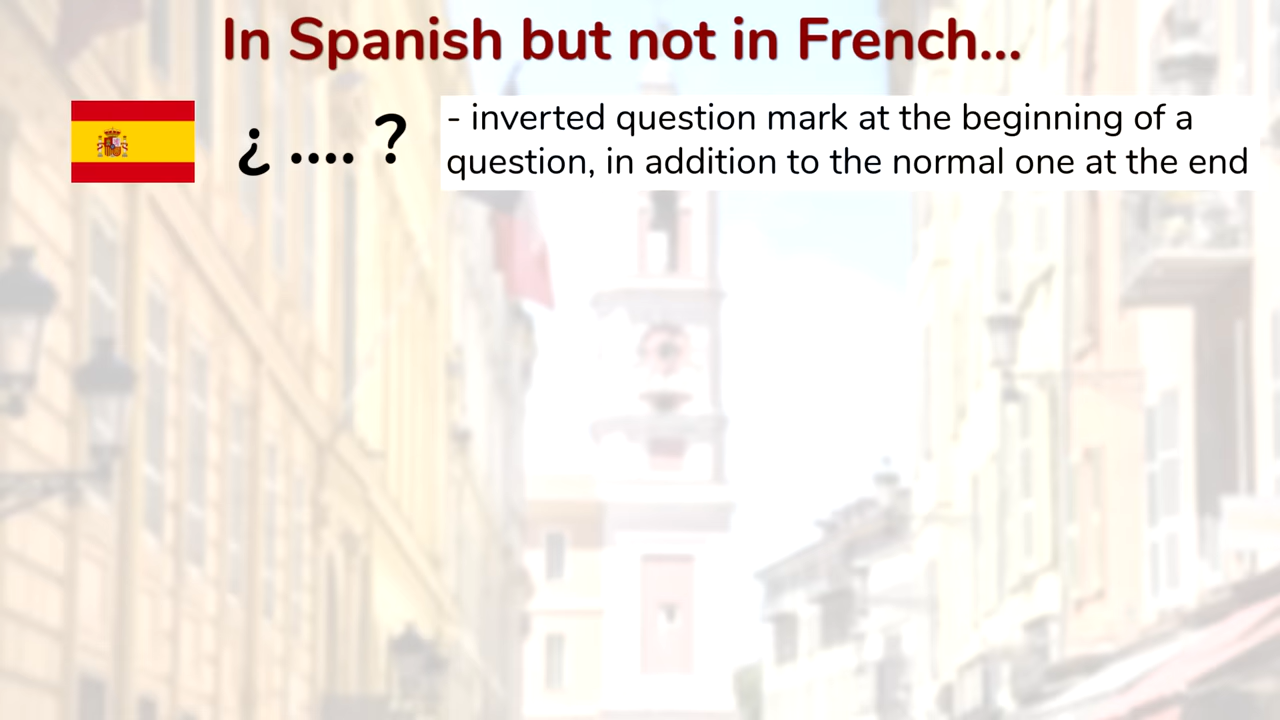 In Spanish but not in French...
¿ .... ?
- inverted question mark at the beginning of a
question, in addition to the normal one at the end